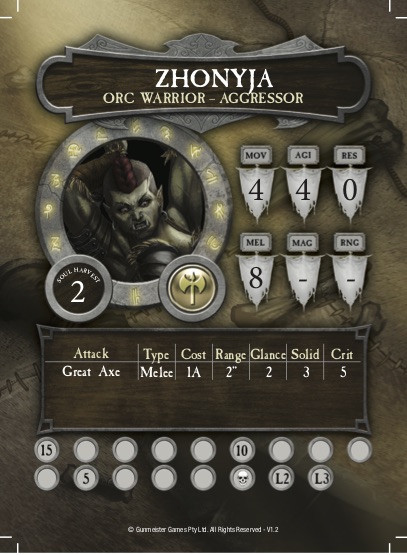 ZHONYJA
ORC WARRIOR – AGGRESSOR
MOV AGI RES
4 4 0
SOUL HARVEST
2
MEL MAG RNG
8 - -
Attack Type Cost Range Glance Solid Crit
Great Axe Melee 1A 2" 2 3 5
15 10
5 L2 L3
© Gunmeister Games Pty Ltd. All Rights Reserved - V1.2